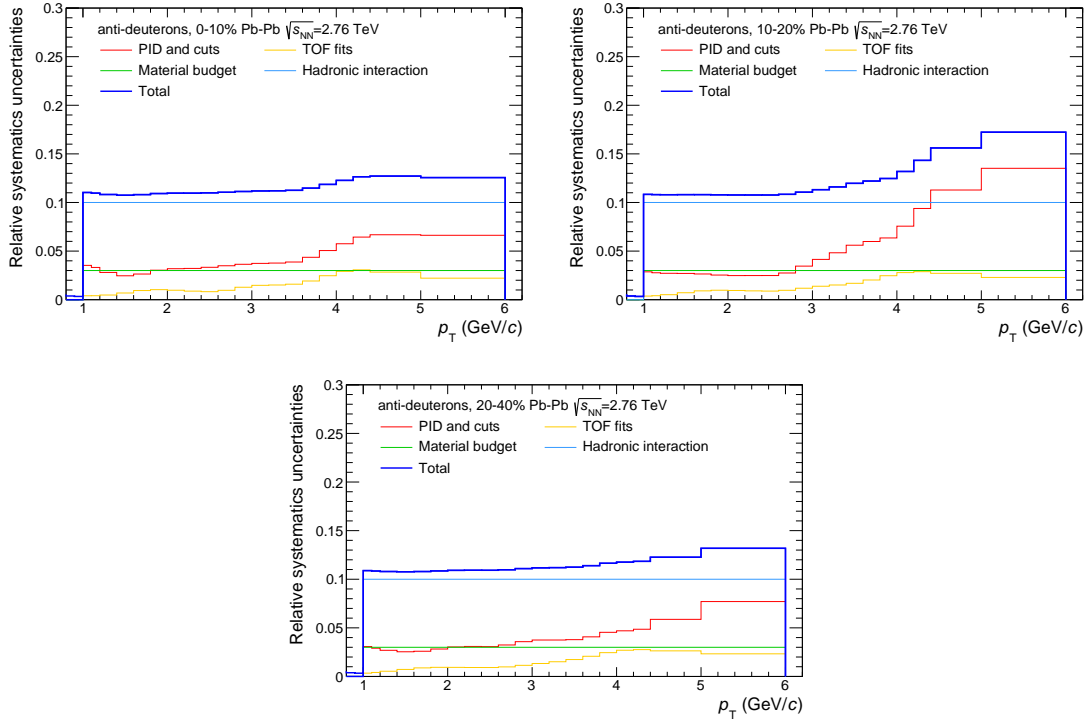 anti-deuterons, 0-10% Pb-Pb √sNN=2.76 TeV
PID and cuts
TOF fits
Material budget
Hadronic interaction
Total
Relative systematics uncertainties
0.3
0.25
0.2
0.15
0.1
0.05
0
1 2 3 4 5 6
pT (GeV/c)
anti-deuterons, 10-20% Pb-Pb √sNN=2.76 TeV
PID and cuts
TOF fits
Material budget
Hadronic interaction
Total
Relative systematics uncertainties
0.3
0.25
0.2
0.15
0.1
0.05
0
1 2 3 4 5 6
pT (GeV/c)
anti-deuterons, 20-40% Pb-Pb √sNN=2.76 TeV
PID and cuts
TOF fits
Material budget
Hadronic interaction
Total
Relative systematics uncertainties
0.3
0.25
0.2
0.15
0.1
0.05
0
1 2 3 4 5 6
pT (GeV/c)